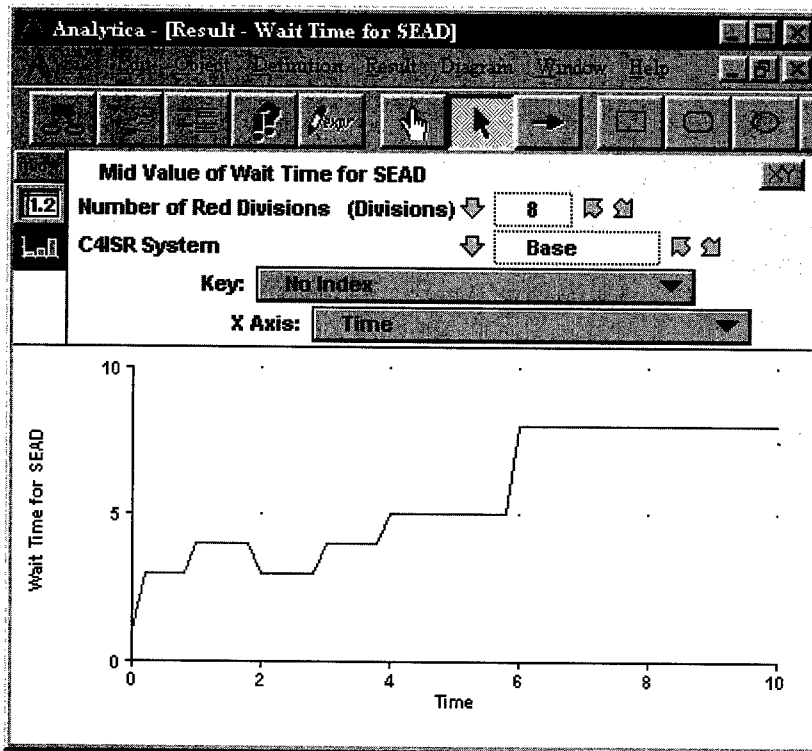 Analytica - [Result - Wait Time for SEAD]
Object Definition Result Diagram Window Help
expr
Mid Value of Wait Time for SEAD
XY
1.2
Number of Red Divisions (Divisions) 8
C4ISR System Base
Key: No Index
X Axis: Time
10
Wait Time for SEAD
5
0
0 2 4 6 8 10
Time